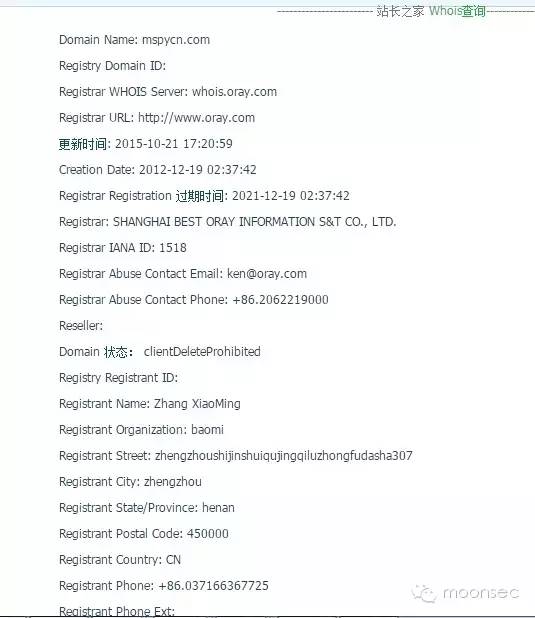 ------------------------ 站长之家 Whois查询------------
Domain Name: mspycn.com
Registry Domain ID:
Registrar WHOIS Server: whois.oray.com
Registrar URL: http://www.oray.com
更新时间: 2015-10-21 17:20:59
Creation Date: 2012-12-19 02:37:42
Registrar Registration 过期时间: 2021-12-19 02:37:42
Registrar: SHANGHAI BEST ORAY INFORMATION S&T CO., LTD.
Registrar IANA ID: 1518
Registrar Abuse Contact Email: ken@oray.com
Registrar Abuse Contact Phone: +86.2062219000
Reseller:
Domain 状态： clientDeleteProhibited
Registry Registrant ID:
Registrant Name: Zhang XiaoMing
Registrant Organization: baomi
Registrant Street: zhengzhoushijinshuiqujingqiluzhongfudasha307
Registrant City: zhengzhou
Registrant State/Province: henan
Registrant Postal Code: 450000
Registrant Country: CN
Registrant Phone: +86.037166367725
Registrant Phone Ext:
moonsec